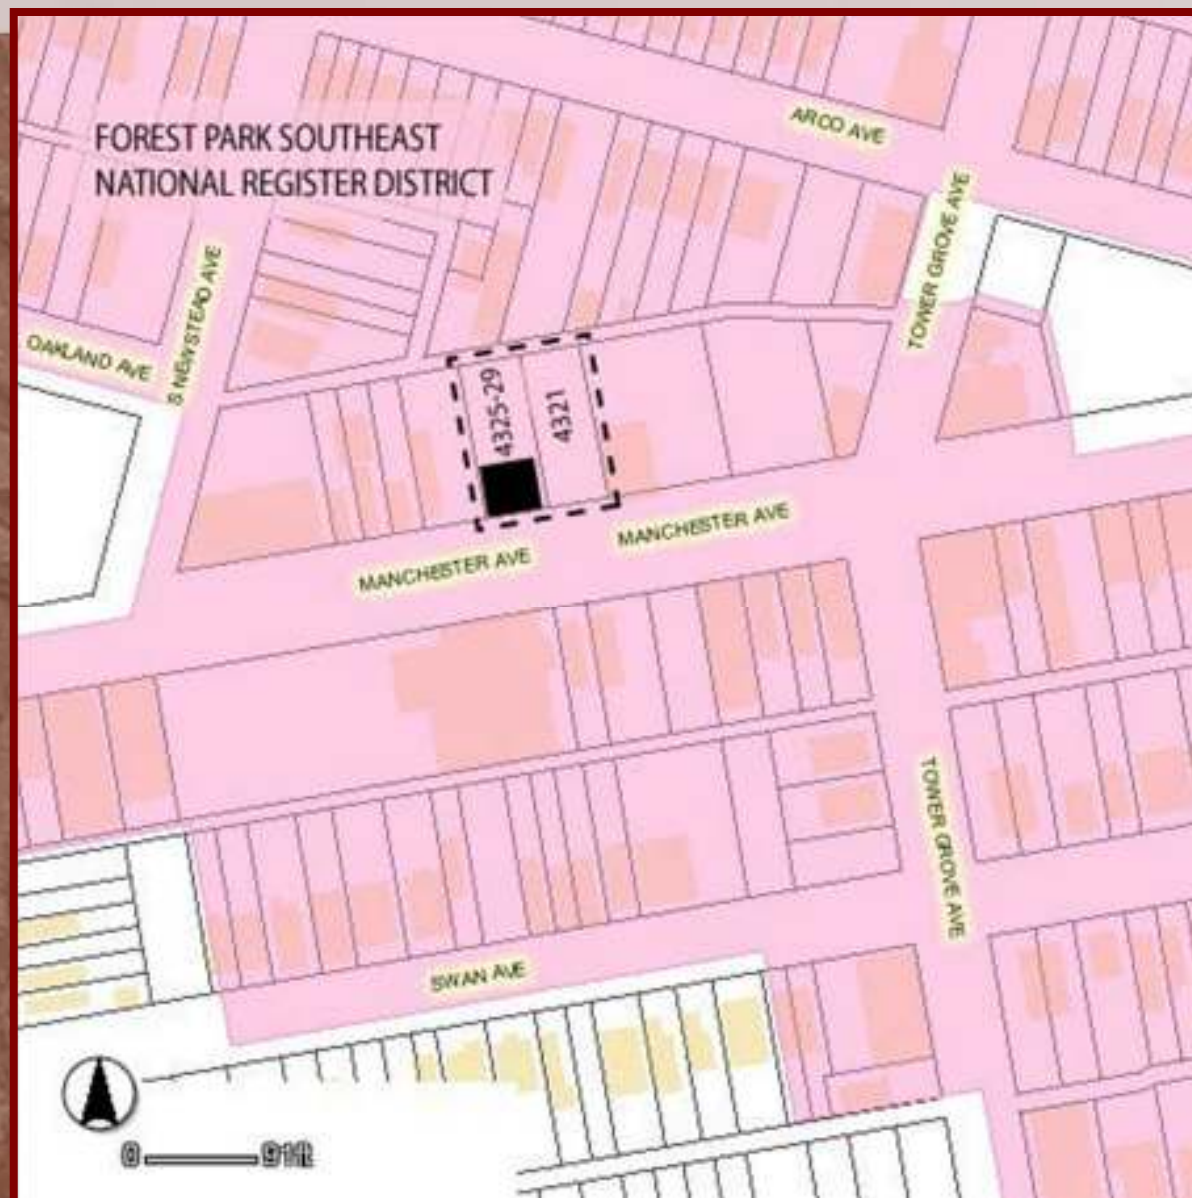 FOREST PARK SOUTHEAST
NATIONAL REGISTER DISTRICT
ARCO AVE
TOWER GROVE AVE
S NEWSTEAD AVE
OAKLAND AVE
4325-29
4321
MANCHESTER AVE
MANCHESTER AVE
TOWER GROVE AVE
SWAN AVE
0
91ft